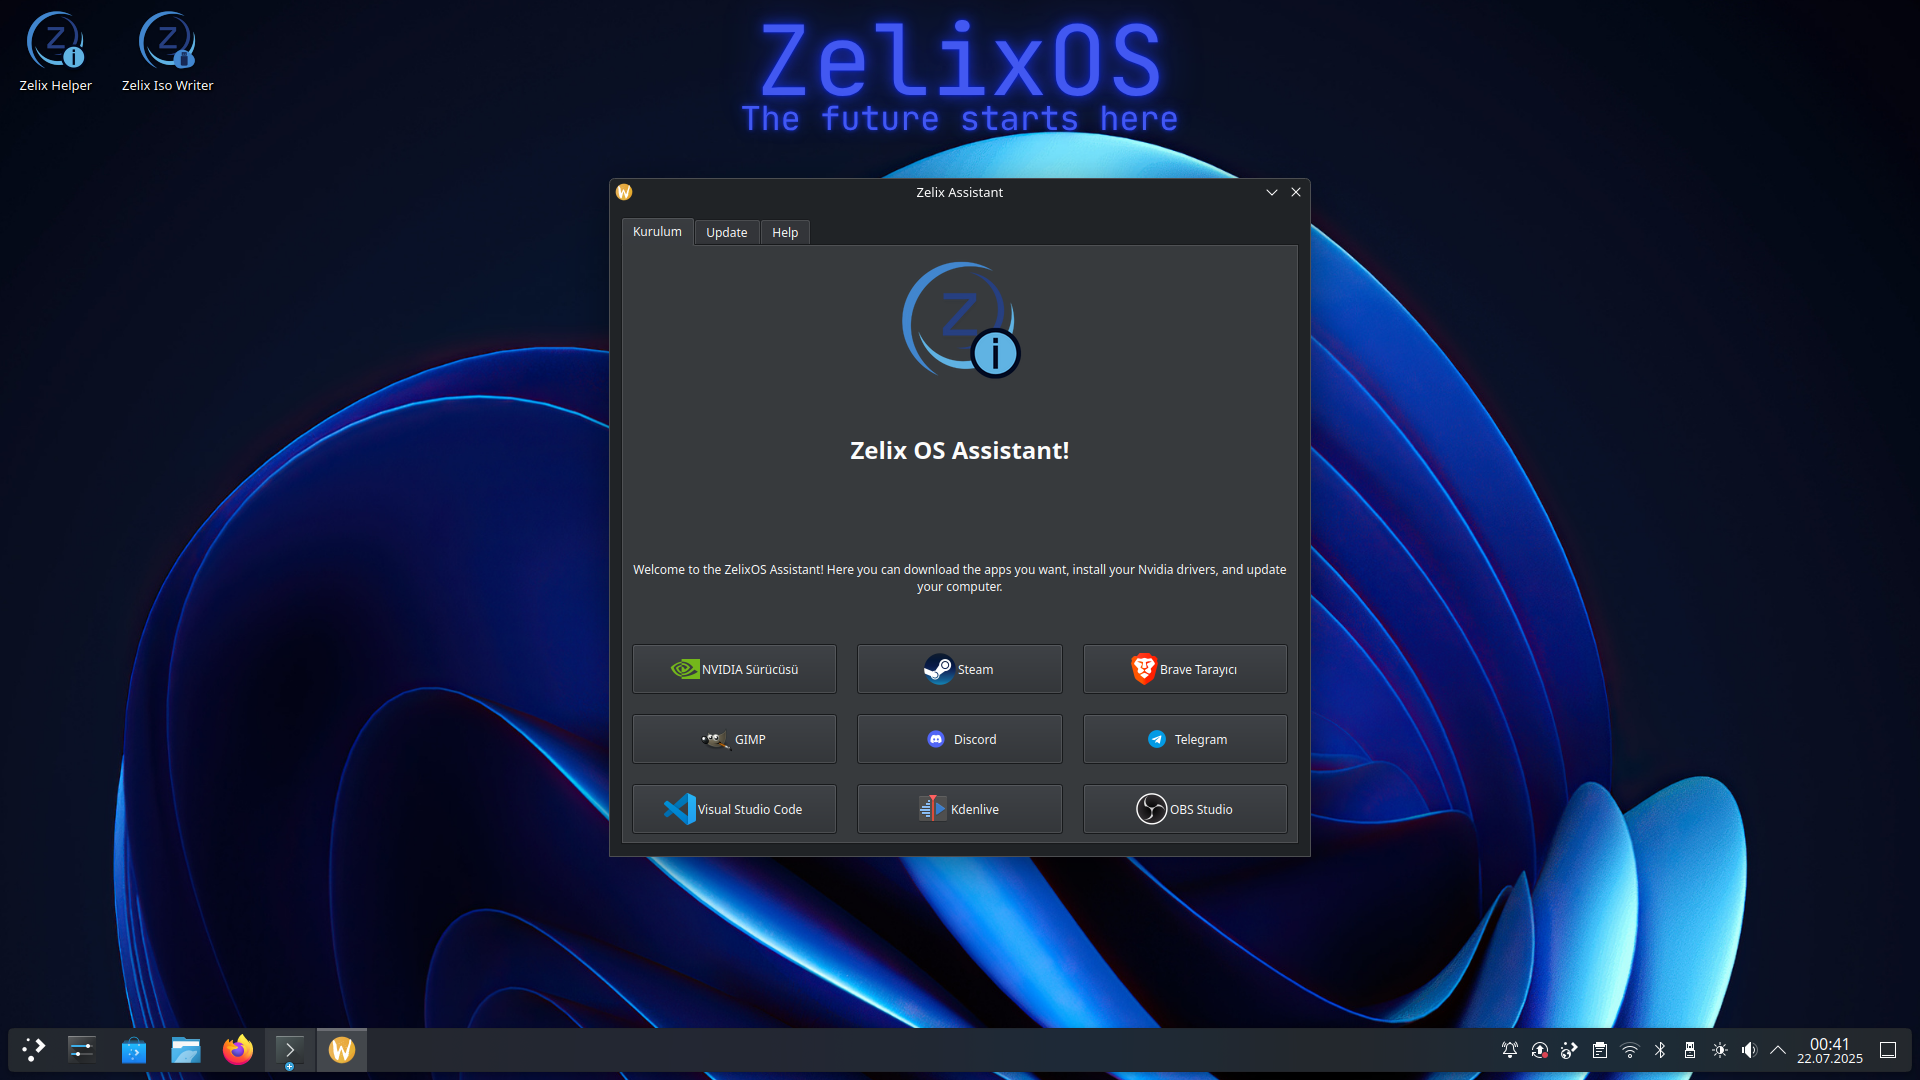 ZelixOS
The future starts here
Zelix Helper
Zelix Iso Writer
Zelix Assistant
Kurulum
Update
Help
Zelix OS Assistant!
Welcome to the ZelixOS Assistant! Here you can download the apps you want, install your Nvidia drivers, and update
your computer.
NVIDIA Sürücüsü
Steam
Brave Tarayıcı
GIMP
Discord
Telegram
Visual Studio Code
Kdenlive
OBS Studio
00:41
22.07.2025